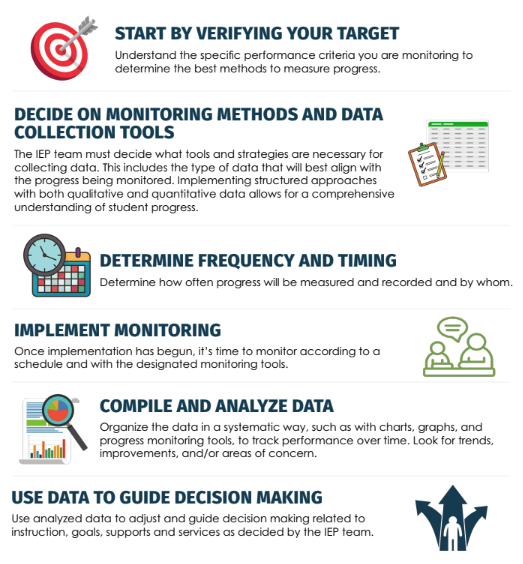 START BY VERIFYING YOUR TARGET
Understand the specific performance criteria you are monitoring to
determine the best methods to measure progress.
DECIDE ON MONITORING METHODS AND DATA
COLLECTION TOOLS
The IEP team must decide what tools and strategies are necessary for
collecting data. This includes the type of data that will best align with
the progress being monitored. Implementing structured approaches
with both qualitative and quantitative data allows for a comprehensive
understanding of student progress.
DETERMINE FREQUENCY AND TIMING
Determine how often progress will be measured and recorded and by whom.
IMPLEMENT MONITORING
Once implementation has begun, it's time to monitor according to a
schedule and with the designated monitoring tools.
COMPILE AND ANALYZE DATA
Organize the data in a systematic way, such as with charts, graphs, and
progress monitoring tools, to track performance over time. Look for trends,
improvements, and/or areas of concern.
USE DATA TO GUIDE DECISION MAKING
Use analyzed data to adjust and guide decision making related to
instruction, goals, supports and services as decided by the IEP team.